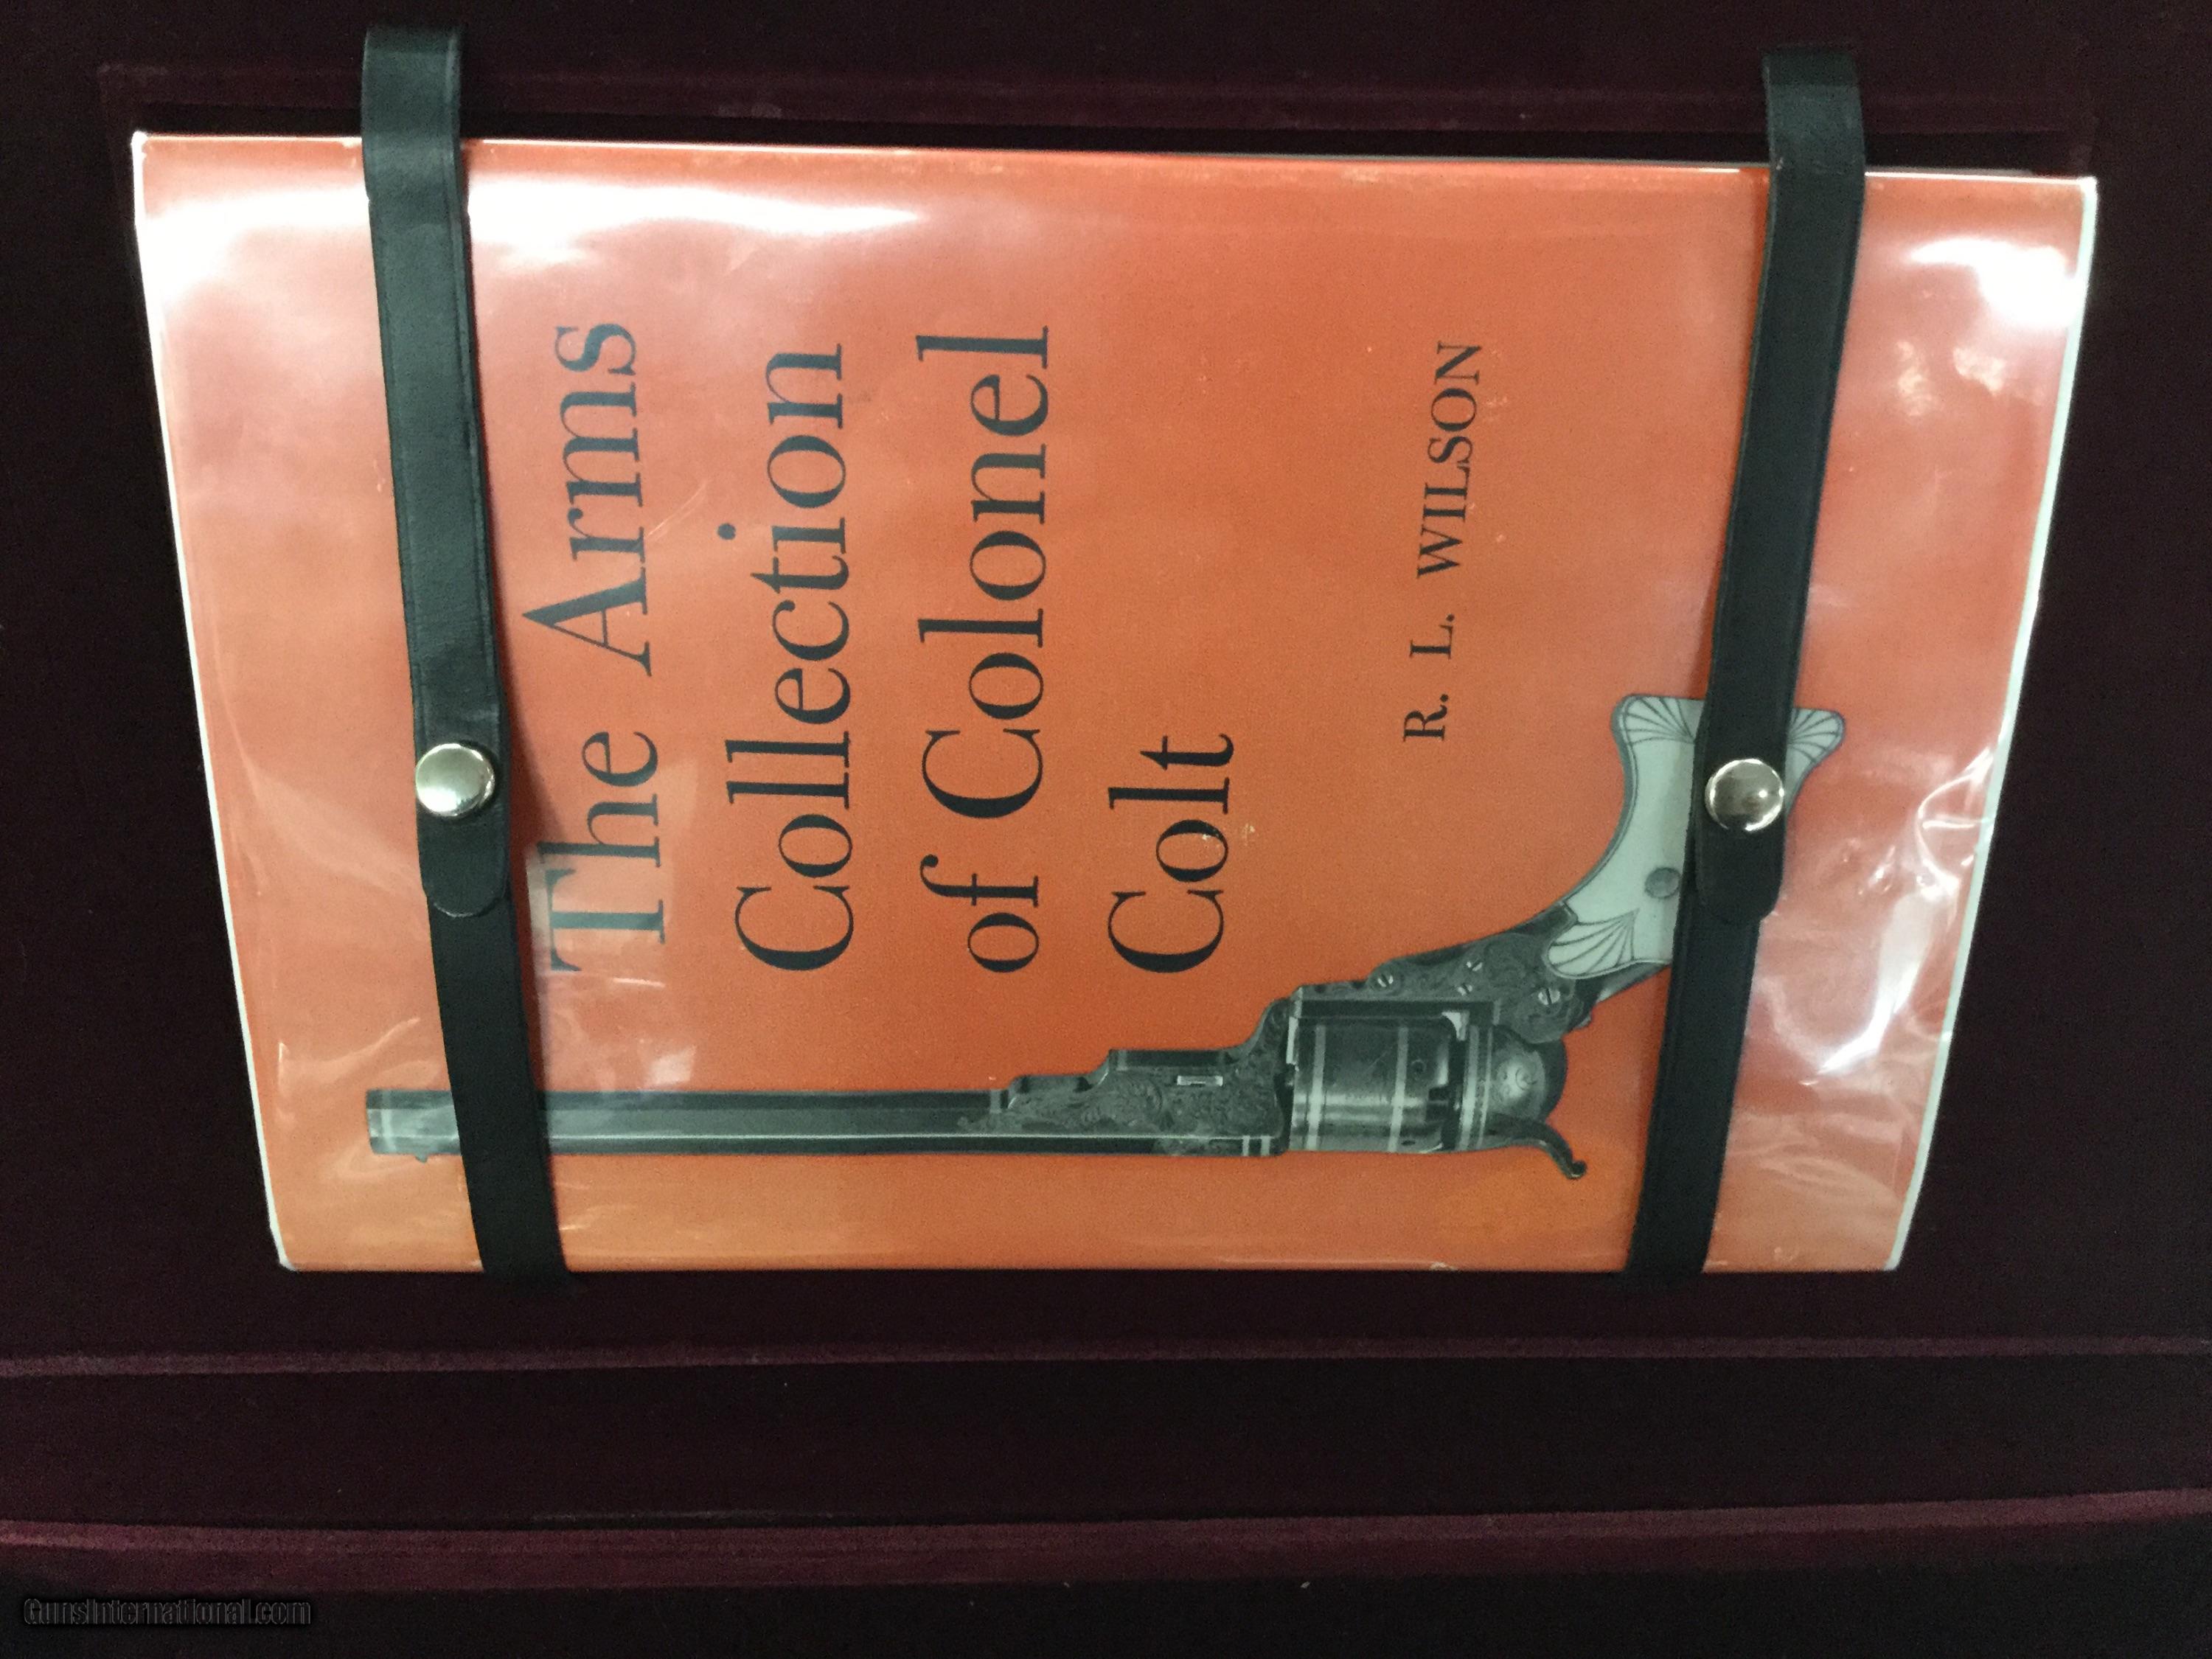 The Arms
Collection
of Colonel
Colt
R. L. WILSON
GunsInternational.com